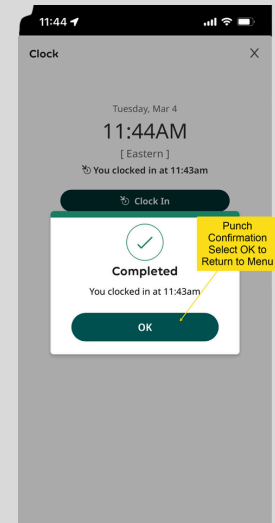 11:44
Clock
Tuesday, Mar 4
11:44AM
[ Eastern ]
You clocked in at 11:43am
Clock In
Completed
You clocked in at 11:43am
OK
Punch
Confirmation
Select OK to
Return to Menu